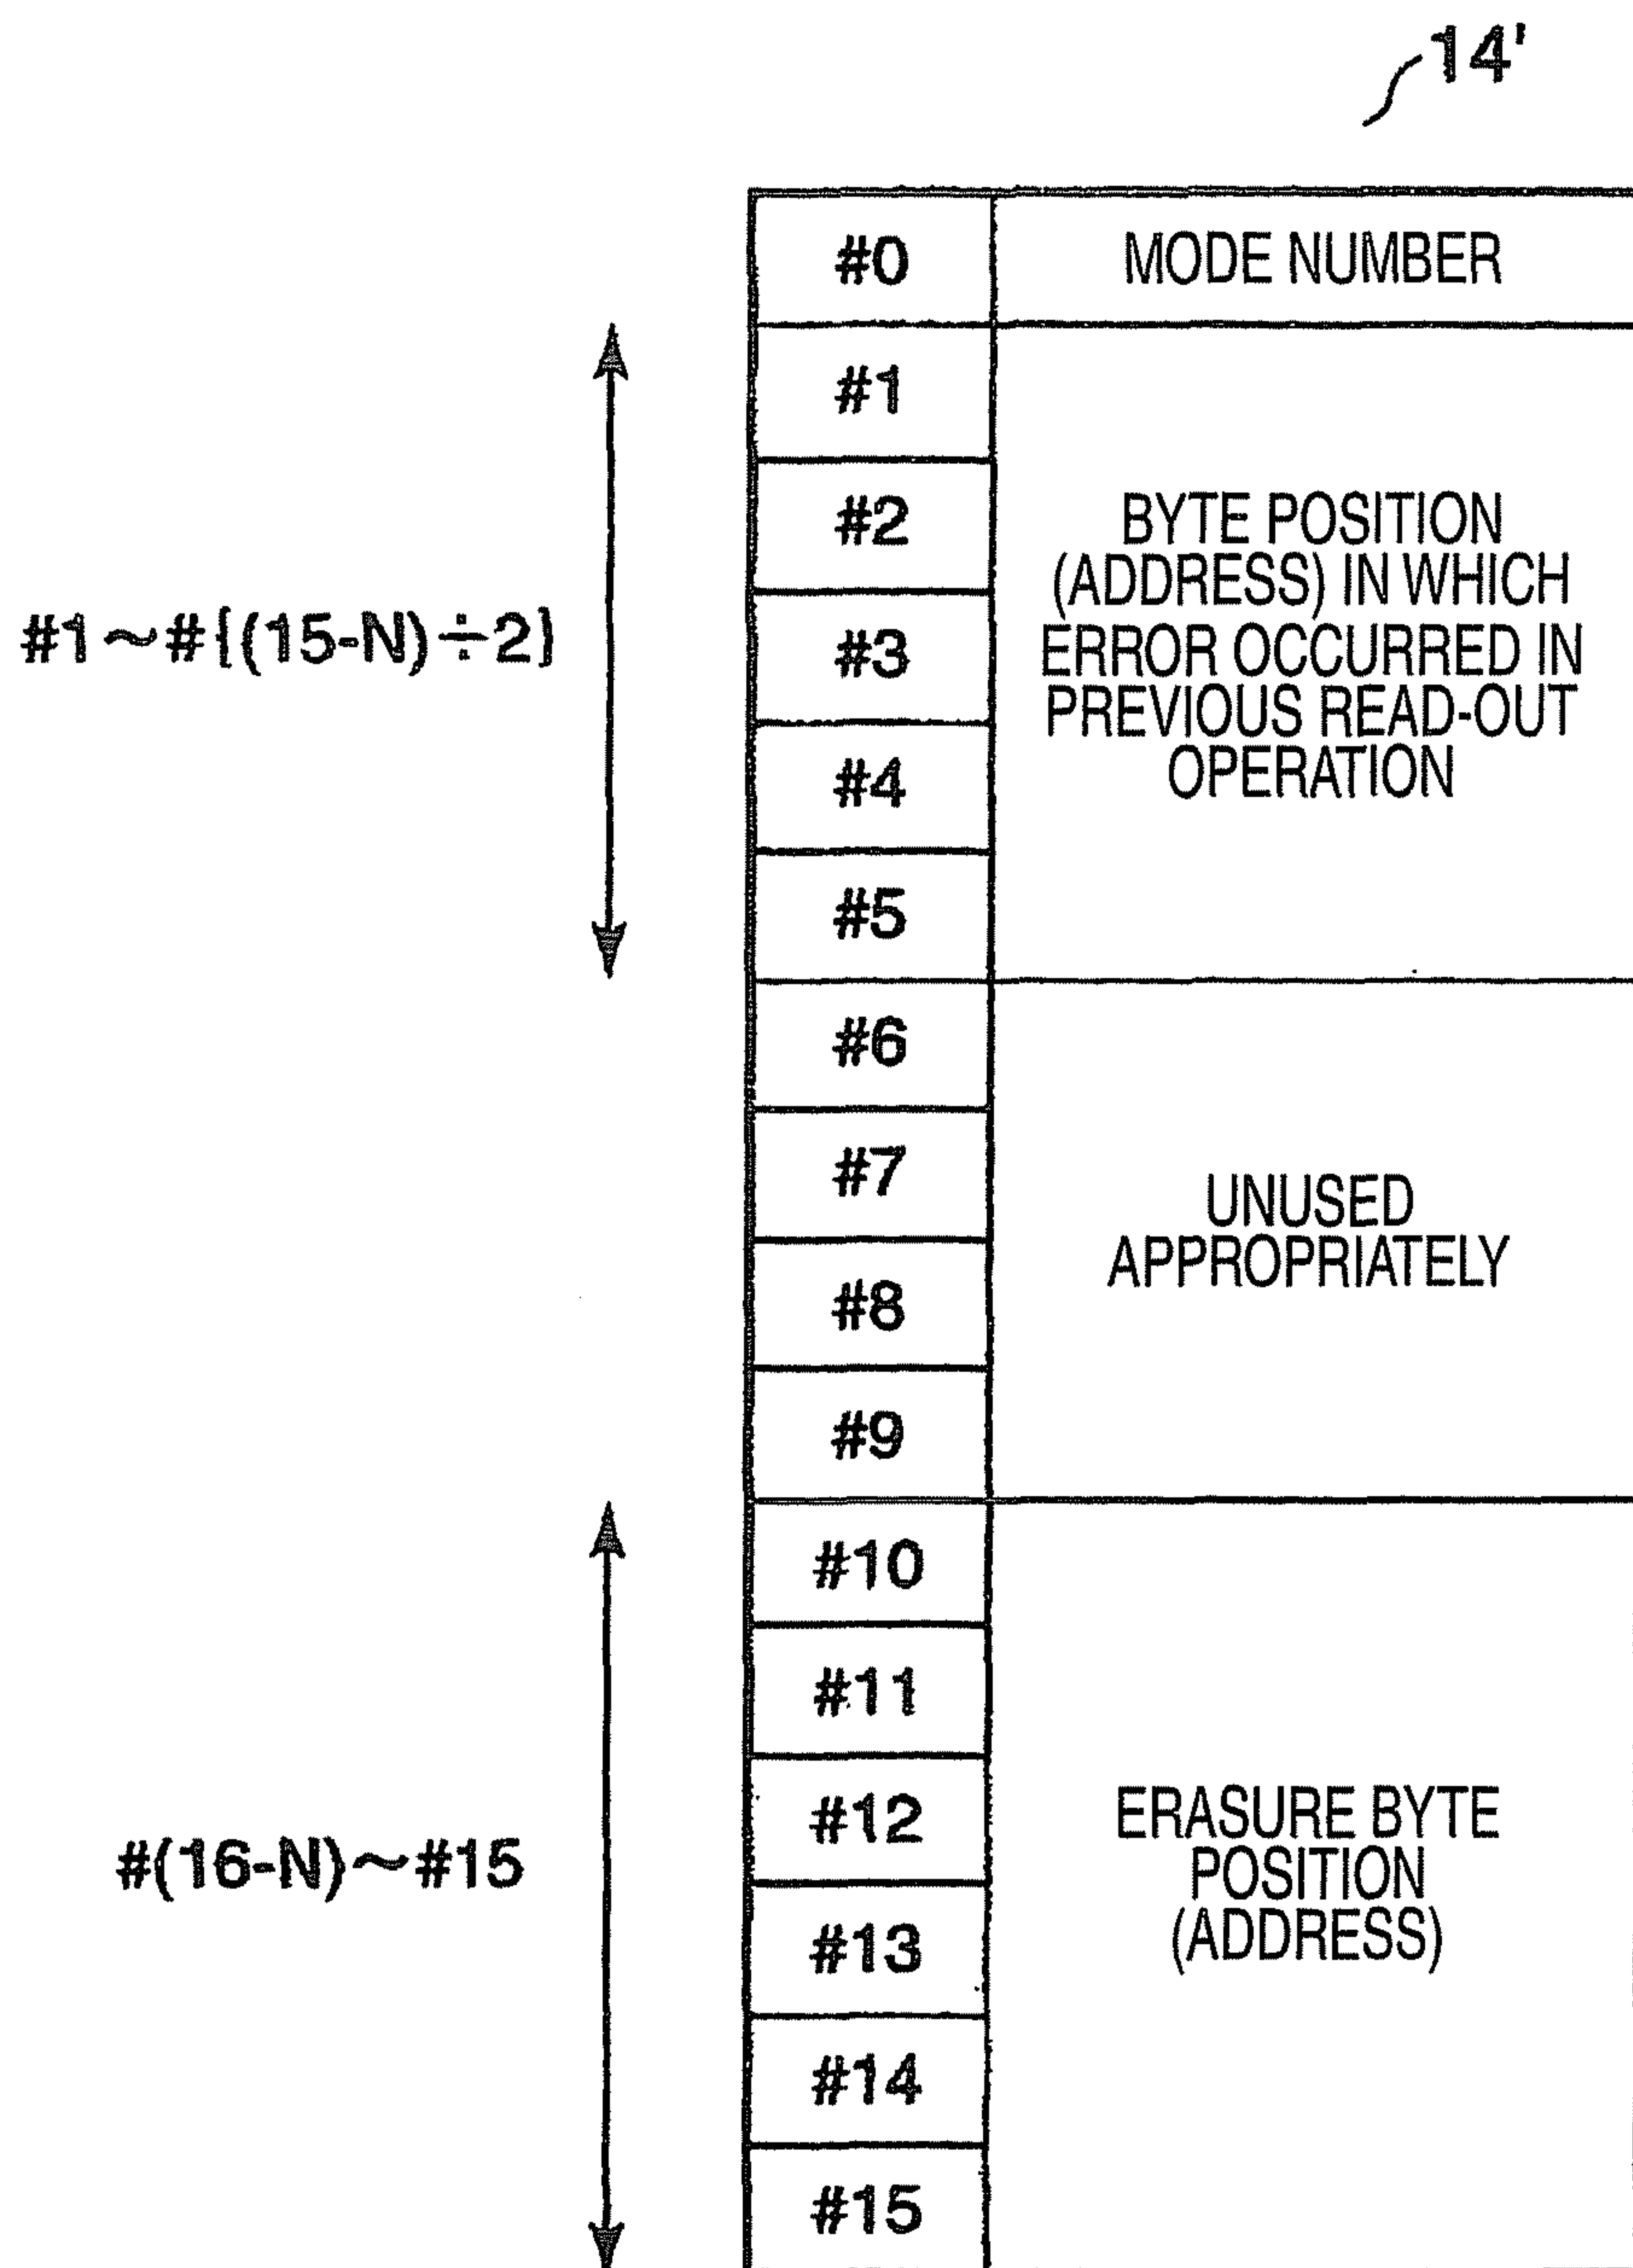 14'
#0 MODE NUMBER
#1
#2
#3
#4
#5
BYTE POSITION
(ADDRESS) IN WHICH
ERROR OCCURRED IN
PREVIOUS READ-OUT
OPERATION
#1~#{(15-N)÷2}
#6
#7
#8
#9
UNUSED
APPROPRIATELY
#10
#11
#12
#13
#14
#15
ERASURE BYTE
POSITION
(ADDRESS)
#(16-N)~#15